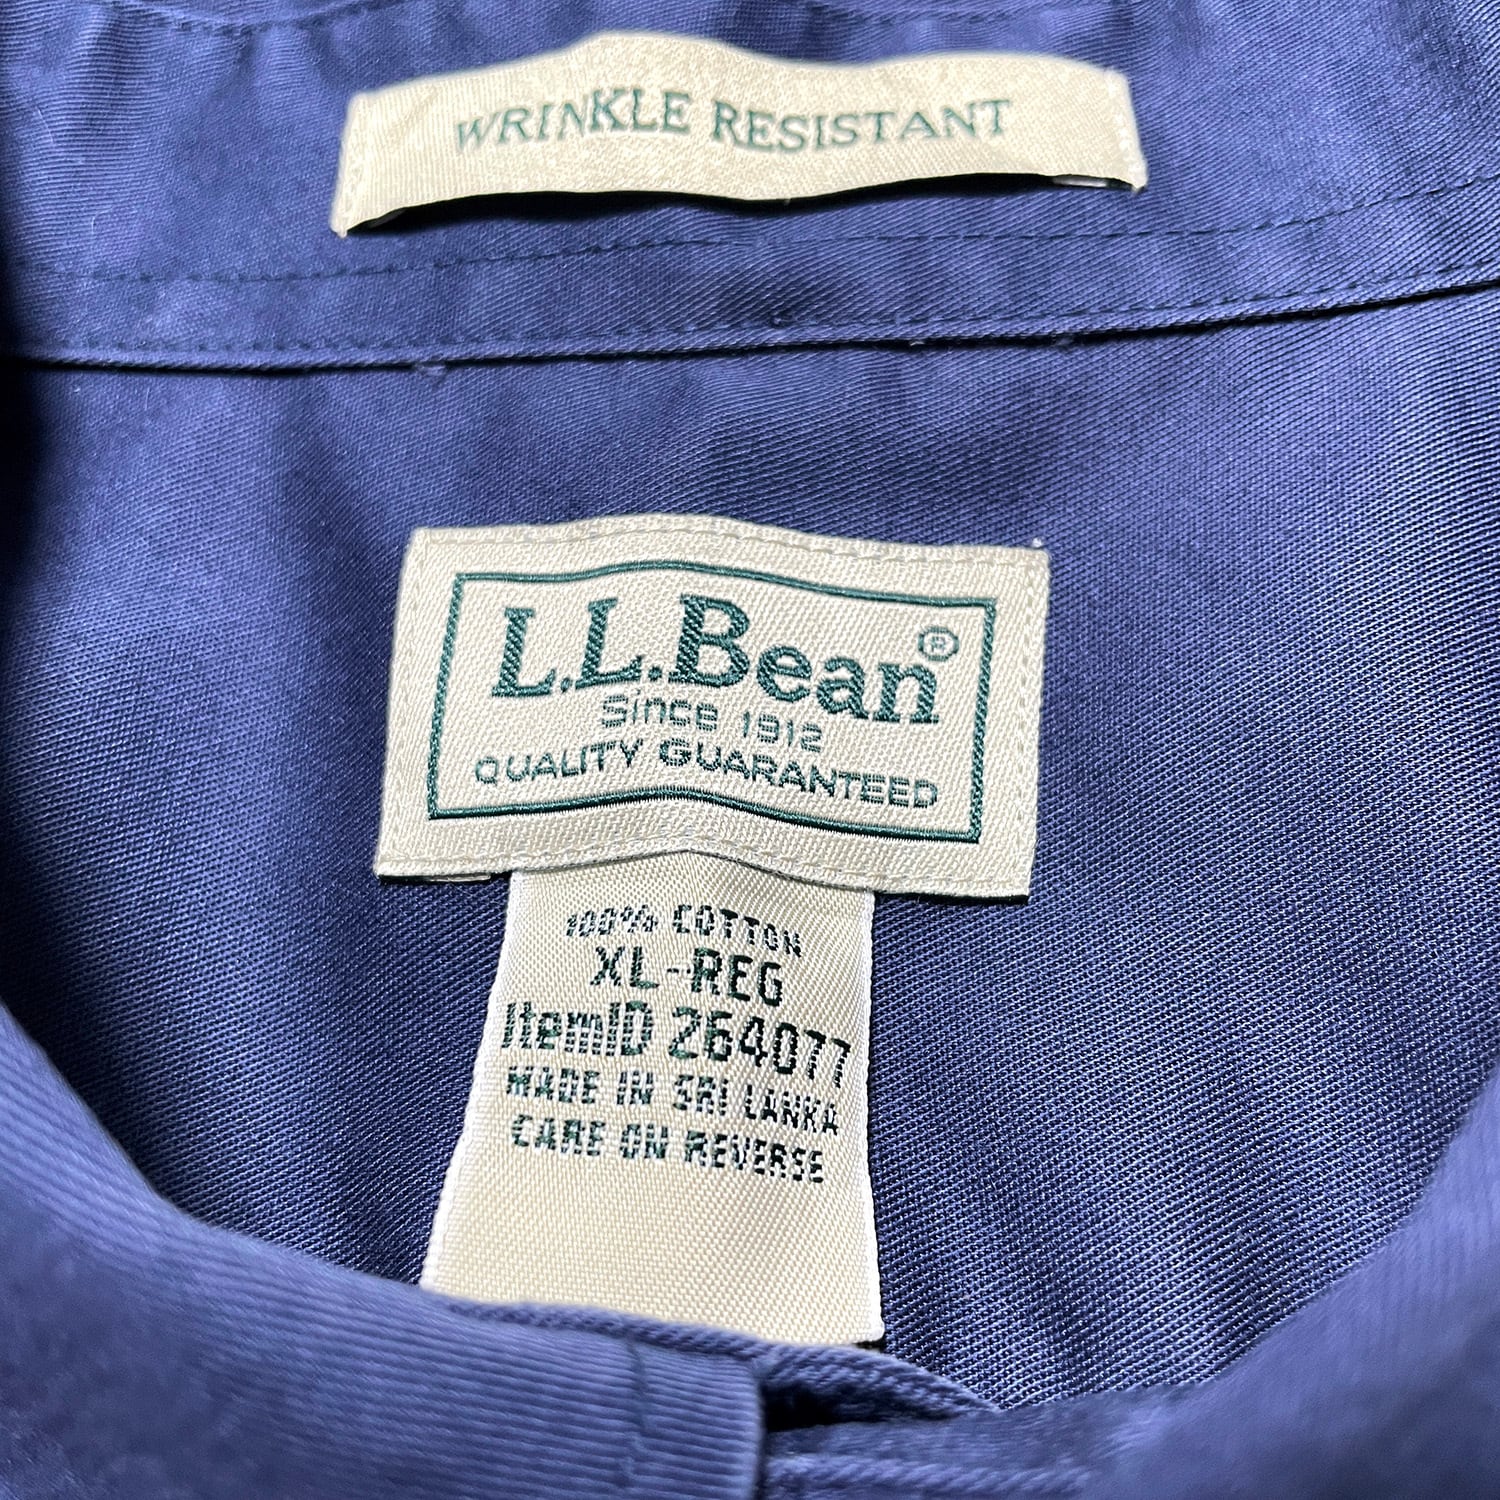 WRINKLE RESISTANT
L.L.Bean®
Since 1912
QUALITY GUARANTEED
100% COTTON
XL-REG
ItemID 264077
MADE IN SRI LANKA
CARE ON REVERSE